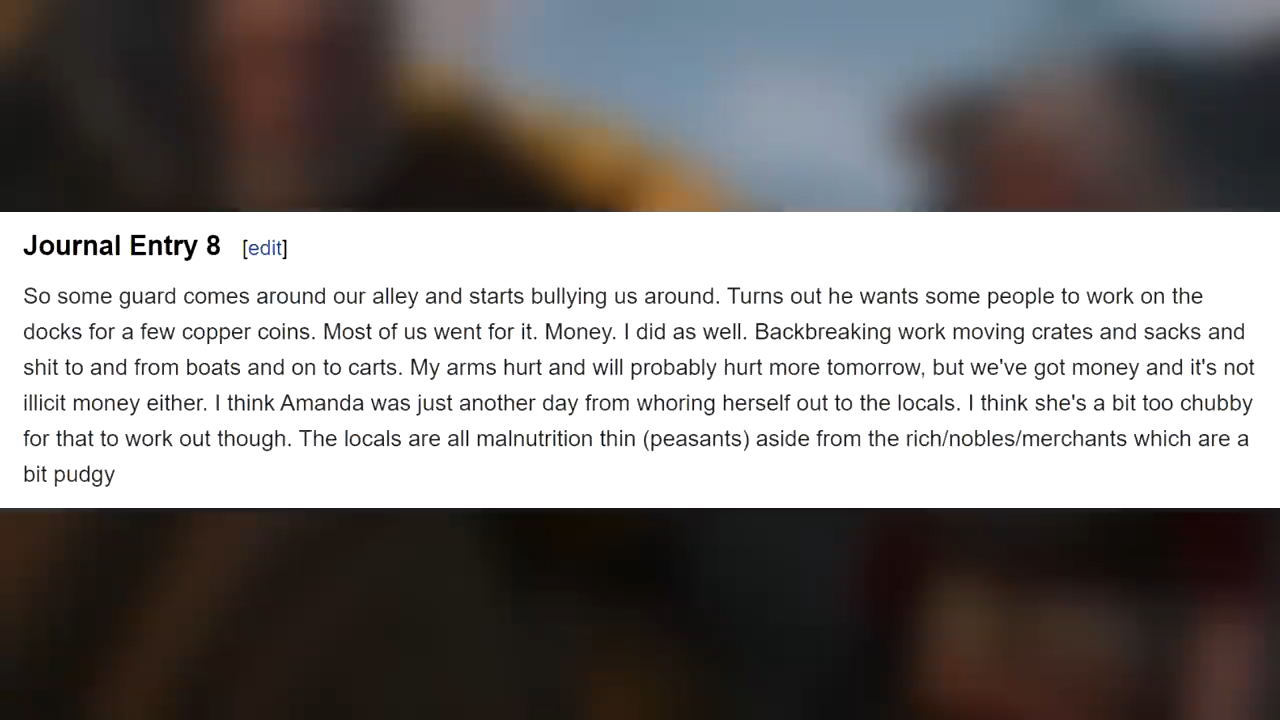 Journal Entry 8 [edit]
So some guard comes around our alley and starts bullying us around. Turns out he wants some people to work on the
docks for a few copper coins. Most of us went for it. Money. I did as well. Backbreaking work moving crates and sacks and
shit to and from boats and on to carts. My arms hurt and will probably hurt more tomorrow, but we've got money and it's not
illicit money either. I think Amanda was just another day from whoring herself out to the locals. I think she's a bit too chubby
for that to work out though. The locals are all malnutrition thin (peasants) aside from the rich/nobles/merchants which are a
bit pudgy